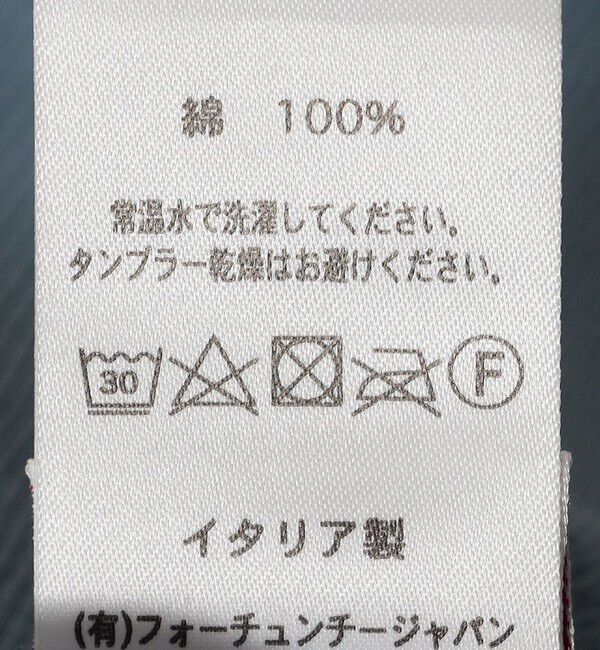 綿 100%
常温水で洗濯してください。
タンブラー乾燥はお避けください。
30 F
イタリア製
(有)フォーチュンチージャパン